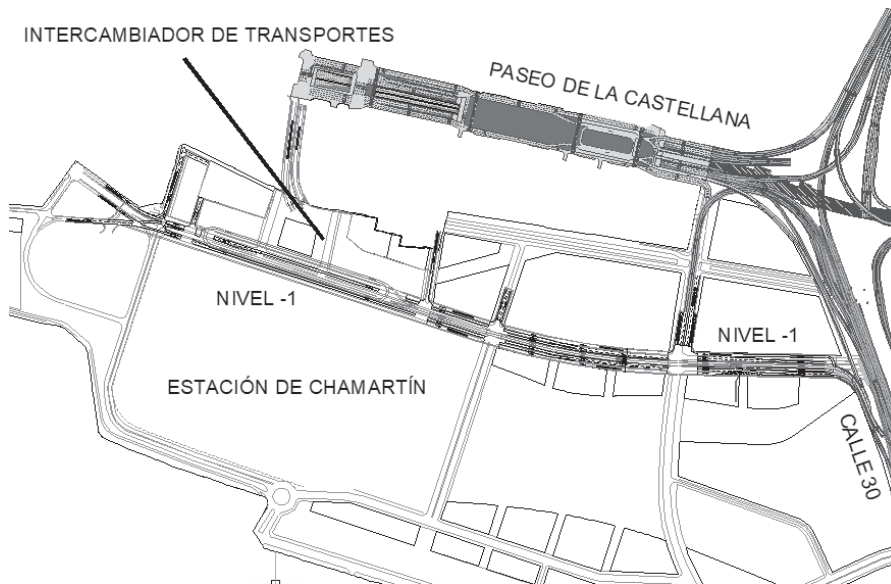 INTERCAMBIADOR DE TRANSPORTES
PASEO DE LA CASTELLANA
NIVEL -1
NIVEL -1
ESTACIÓN DE CHAMARTÍN
CALLE 30